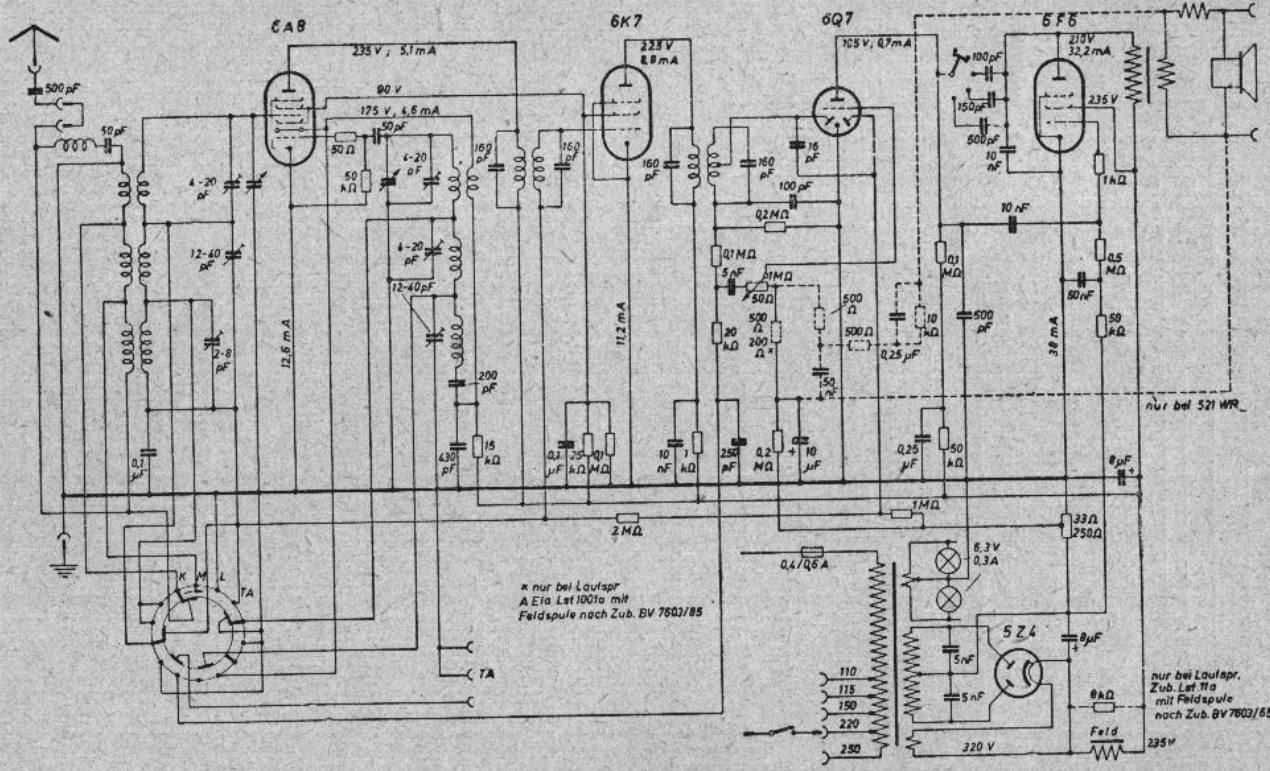 6A8
6K7
6Q7
6F6
235 V ; 5,1 mA
225 V
8,8 mA
105 V; 0,7 mA
210 V
32,2 mA
500 pF
50 pF
90 V
175 V, 4,6 mA
50 pF
50 Ω
50
kΩ
4-20
pF
4-20
pF
12-40
pF
2-8
pF
0,1
µF
12,6 mA
4-20
pF
12-40 pF
200
pF
430
pF
15
kΩ
160
pF
160
pF
0,1
µF
25
kΩ
0,1
MΩ
11,2 mA
160
pF
160
pF
16
pF
100 pF
0,2 MΩ
0,1 MΩ
5 nF
1 MΩ
50 Ω
20
kΩ
500
Ω
200
Ω*
500
Ω
500 Ω
0,25 µF
10
kΩ
50
nF
10
nF
1
kΩ
250
pF
0,2
MΩ
10
µF
0,25
µF
50
kΩ
0,1
MΩ
500
pF
100 pF
150 pF
600 pF
10
nF
10 nF
235 V
1 kΩ
0,5
MΩ
50 nF
50
kΩ
38 mA
nur bei 521 WR
8 µF
2 MΩ
1 MΩ
33 Ω
250 Ω
K
M
L
TA
TA
* nur bei Lautspr
A Ela Lst 1001a mit
Feldspule nach Zub. BV 7603/85
0,4/0,6 A
6,3 V
0,3 A
5 Z 4
5 nF
5 nF
8 µF
110
115
150
220
250
320 V
8 kΩ
Feld
235 V
nur bei Lautspr.
Zub. Lst. 11a
mit Feldspule
nach Zub. BV 7603/65